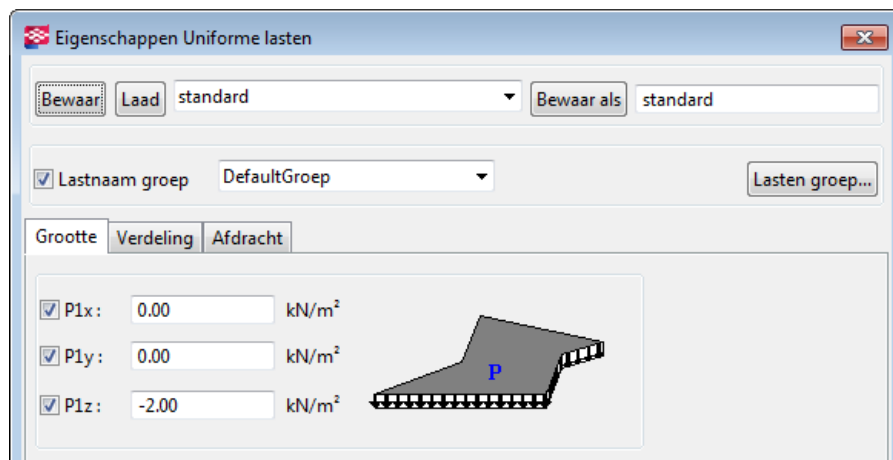 Eigenschappen Uniforme lasten
Bewaar Laad standard Bewaar als standard
Lastnaam groep DefaultGroep Lasten groep...
Grootte Verdeling Afdracht
P1x: 0.00 kN/m²
P1y: 0.00 kN/m²
P
P1z: -2.00 kN/m²